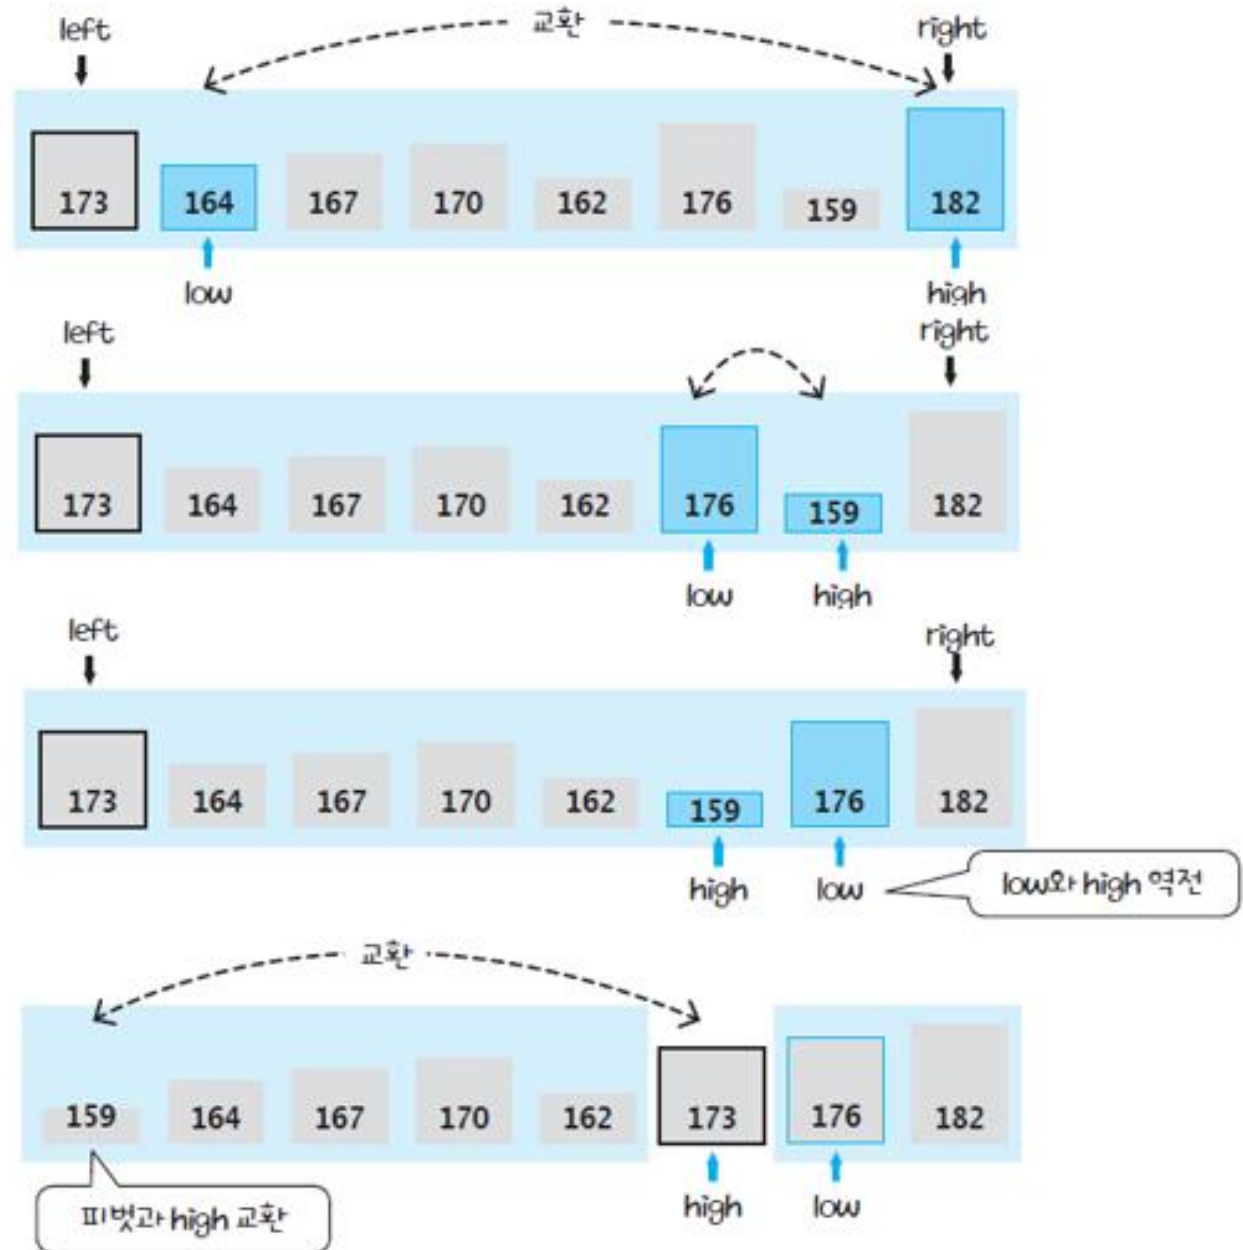 교환
left right
173 164 167 170 162 176 159 182
low high
left right
173 164 167 170 162 176 159 182
low high
left right
173 164 167 170 162 159 176 182
high low
low와 high 역전
교환
159 164 167 170 162 173 176 182
high low
피벗과 high 교환